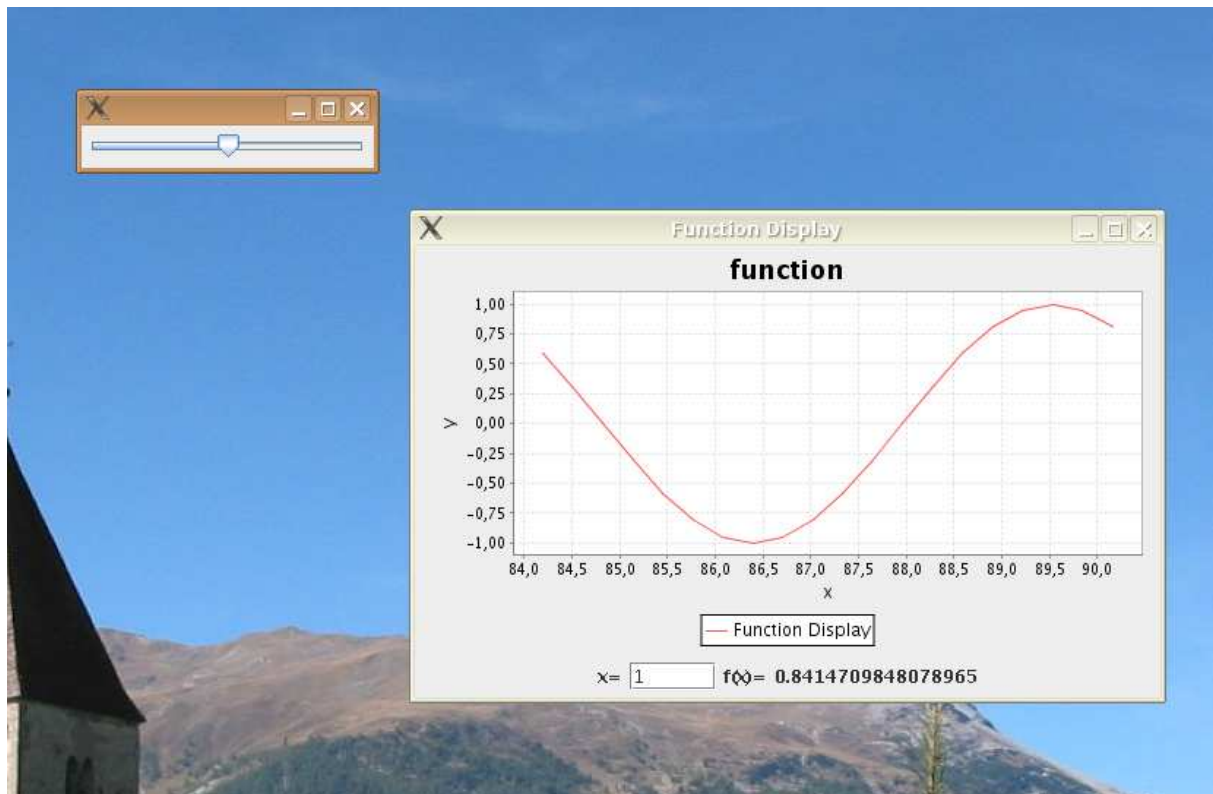 Function Display
function
1,00
0,75
0,50
0,25
0,00
-0,25
-0,50
-0,75
-1,00
y
84,0 84,5 85,0 85,5 86,0 86,5 87,0 87,5 88,0 88,5 89,0 89,5 90,0
x
Function Display
x= 1 f(x)= 0.8414709848078965